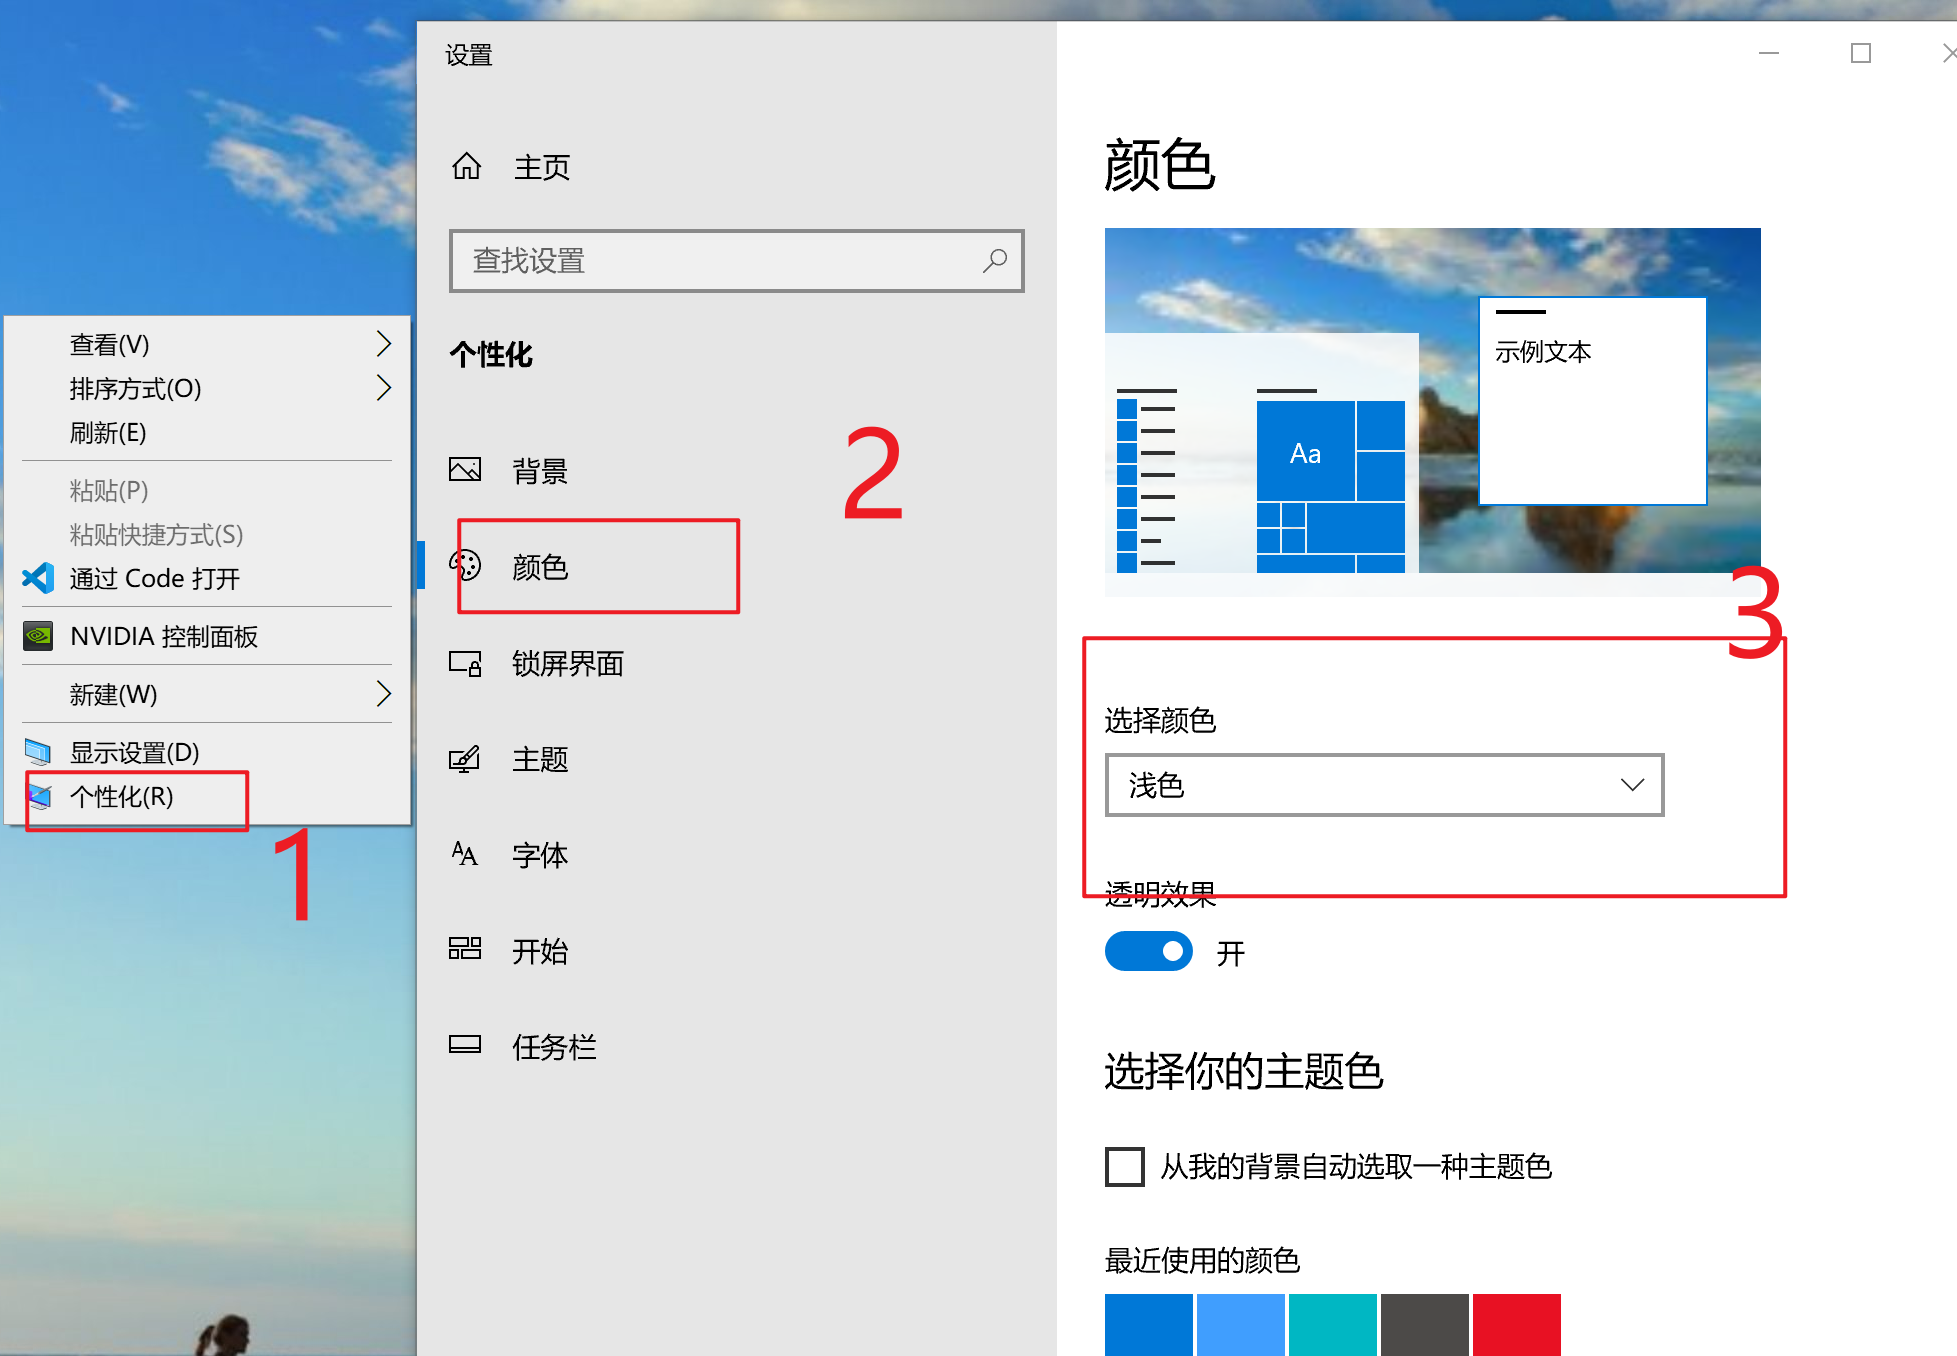 查看(V)
排序方式(O)
刷新(E)
粘贴(P)
粘贴快捷方式(S)
通过 Code 打开
NVIDIA 控制面板
新建(W)
显示设置(D)
个性化(R)
1
设置
主页
查找设置
个性化
2
背景
颜色
锁屏界面
主题
字体
开始
任务栏
颜色
示例文本
Aa
3
选择颜色
浅色
透明效果
开
选择你的主题色
从我的背景自动选取一种主题色
最近使用的颜色